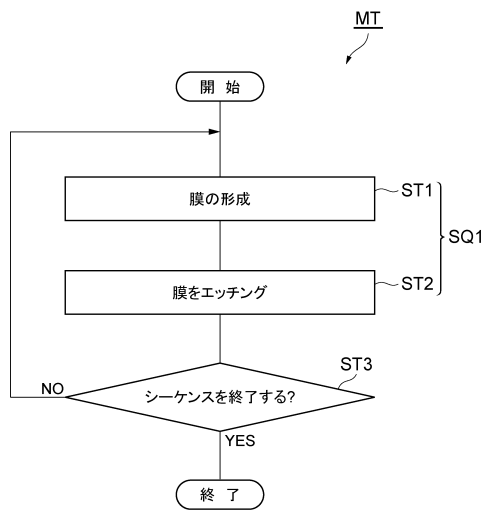 MT
開 始
膜の形成
ST1
SQ1
膜をエッチング
ST2
ST3
シーケンスを終了する?
NO
YES
終 了